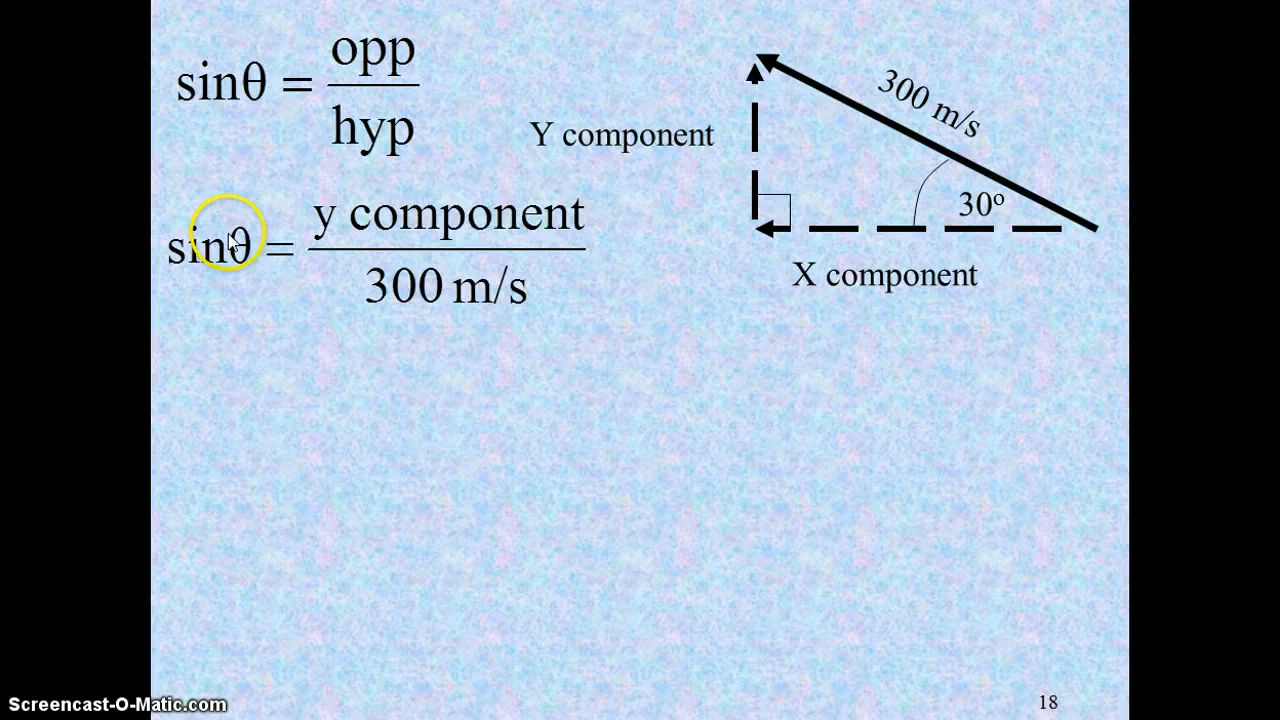 sinθ = opp / hyp
Y component
300 m/s
30°
X component
sinθ = y component / 300 m/s
18
Screencast-O-Matic.com